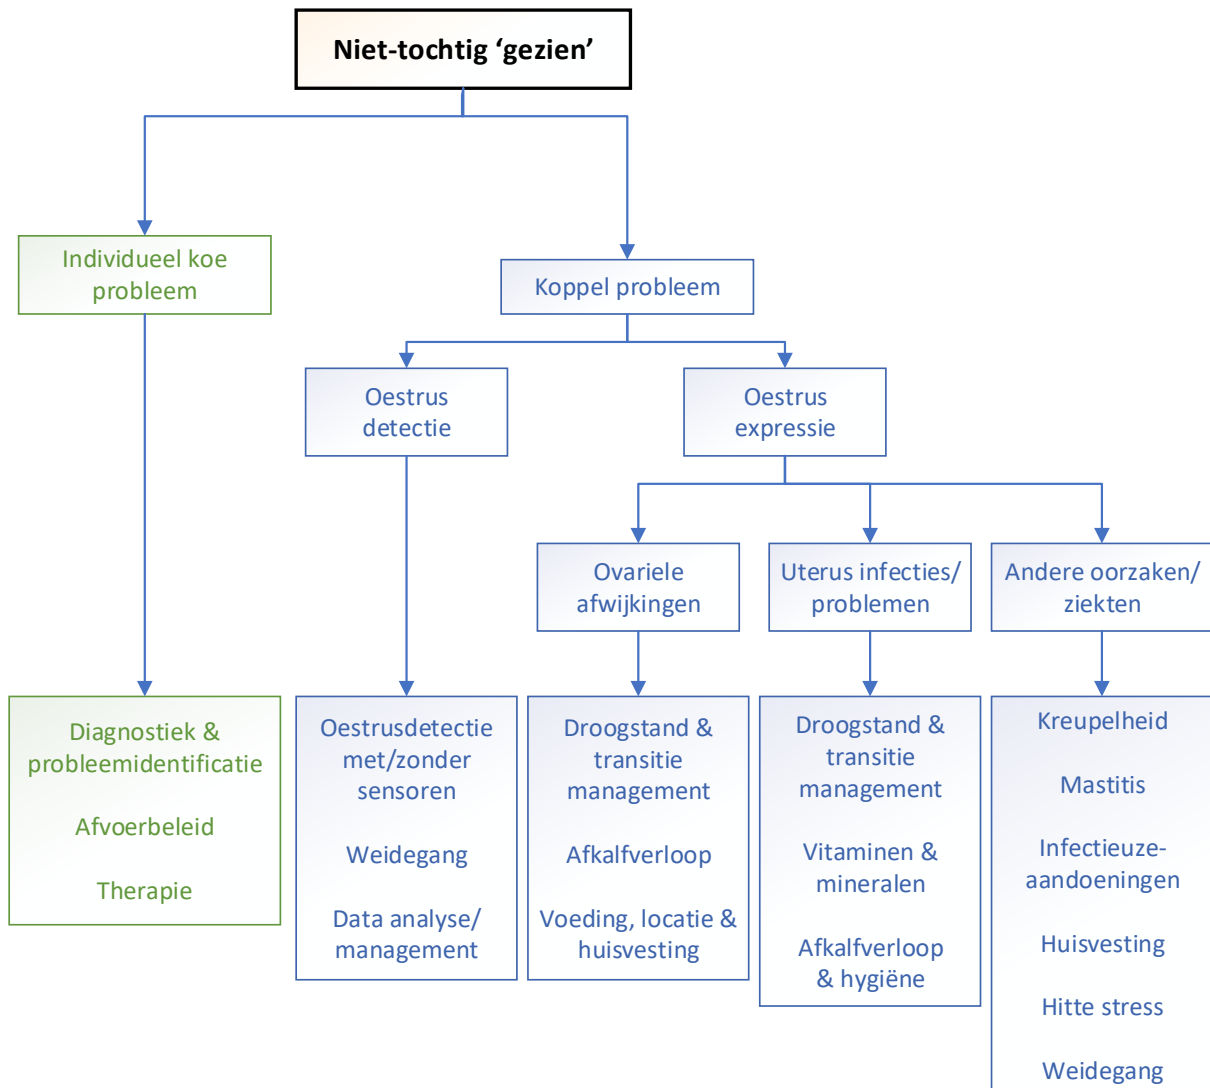 Niet-tochtig ‘gezien’
Individueel koe
probleem
Koppel probleem
Oestrus
detectie
Oestrus
expressie
Ovariele
afwijkingen
Uterus infecties/
problemen
Andere oorzaken/
ziekten
Diagnostiek &
probleemidentificatie
Afvoerbeleid
Therapie
Oestrusdetectie
met/zonder
sensoren
Weidegang
Data analyse/
management
Droogstand &
transitie
management
Afkalfverloop
Voeding, locatie &
huisvesting
Droogstand &
transitie
management
Vitaminen &
mineralen
Afkalfverloop
& hygiëne
Kreupelheid
Mastitis
Infectieuze-
aandoeningen
Huisvesting
Hitte stress
Weidegang